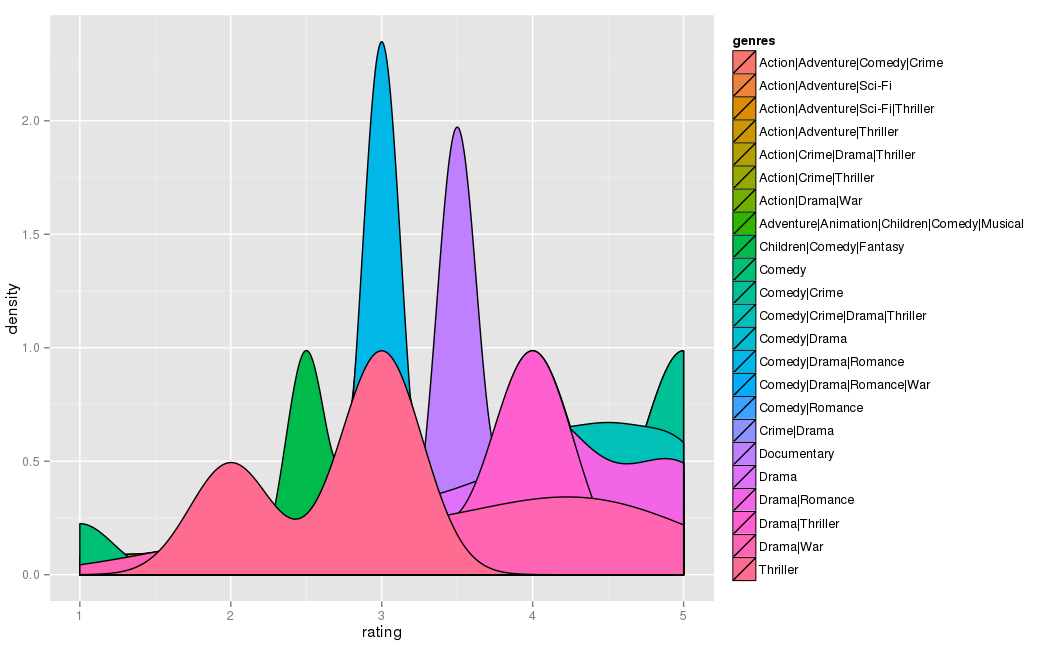 genres
Action|Adventure|Comedy|Crime
Action|Adventure|Sci-Fi
Action|Adventure|Sci-Fi|Thriller
Action|Adventure|Thriller
Action|Crime|Drama|Thriller
Action|Crime|Thriller
Action|Drama|War
Adventure|Animation|Children|Comedy|Musical
Children|Comedy|Fantasy
Comedy
Comedy|Crime
Comedy|Crime|Drama|Thriller
Comedy|Drama
Comedy|Drama|Romance
Comedy|Drama|Romance|War
Comedy|Romance
Crime|Drama
Documentary
Drama
Drama|Romance
Drama|Thriller
Drama|War
Thriller
density
2.0
1.5
1.0
0.5
0.0
1 2 3 4 5
rating